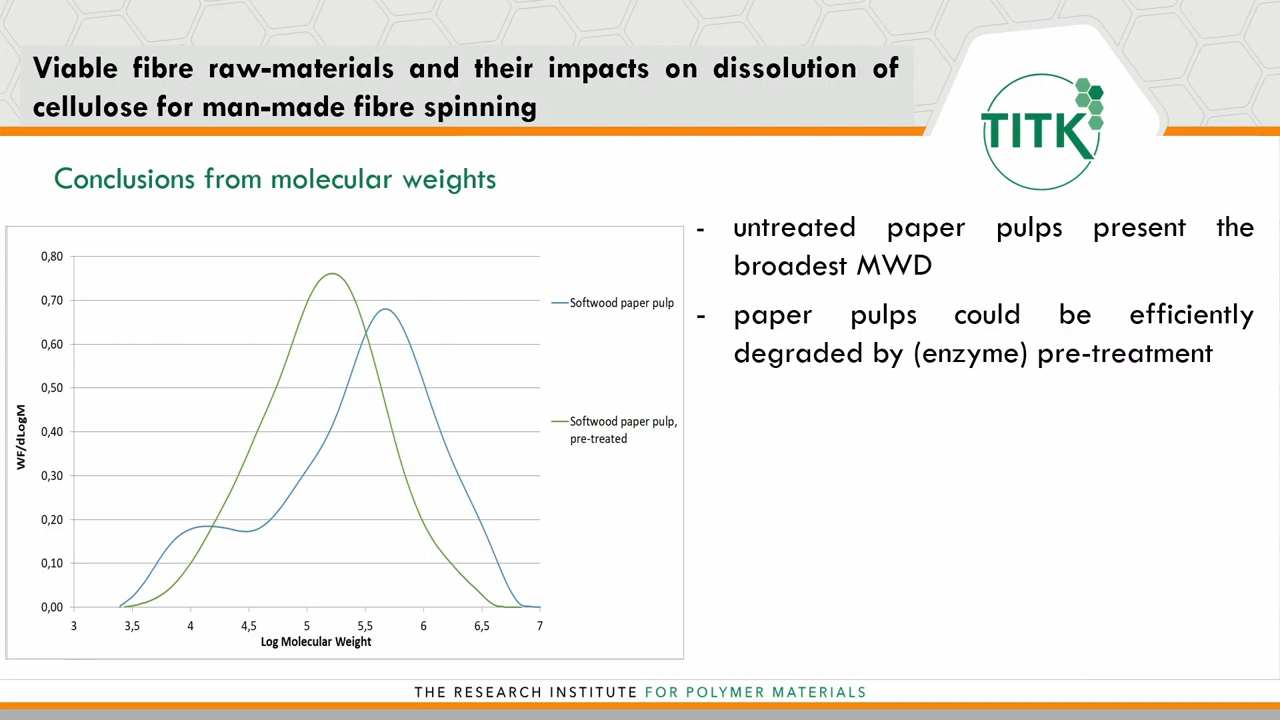 Viable fibre raw-materials and their impacts on dissolution of
cellulose for man-made fibre spinning
TITK
Conclusions from molecular weights
0,80
0,70
0,60
0,50
0,40
0,30
0,20
0,10
0,00
WF/dLogM
3 3,5 4 4,5 5 5,5 6 6,5 7
Log Molecular Weight
Softwood paper pulp
Softwood paper pulp,
pre-treated
- untreated paper pulps present the
broadest MWD
- paper pulps could be efficiently
degraded by (enzyme) pre-treatment
THE RESEARCH INSTITUTE FOR POLYMER MATERIALS